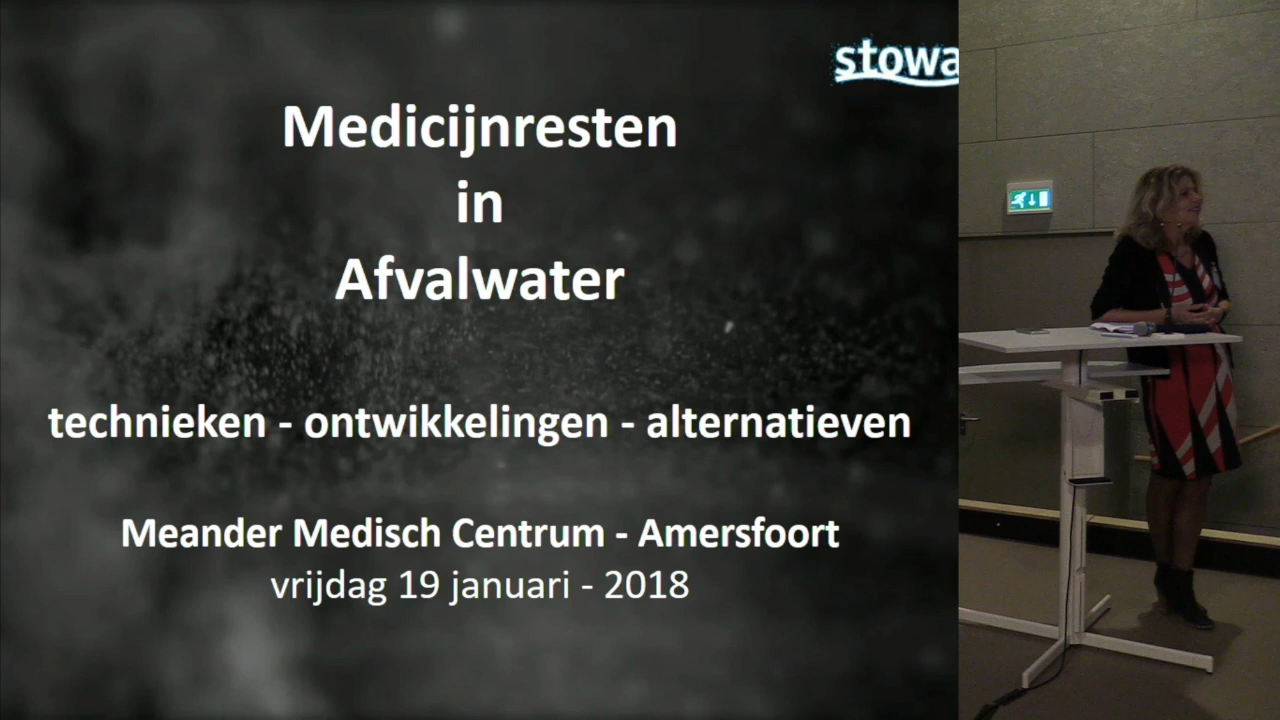 stowa
Medicijnresten
in
Afvalwater
technieken - ontwikkelingen - alternatieven
Meander Medisch Centrum - Amersfoort
vrijdag 19 januari - 2018